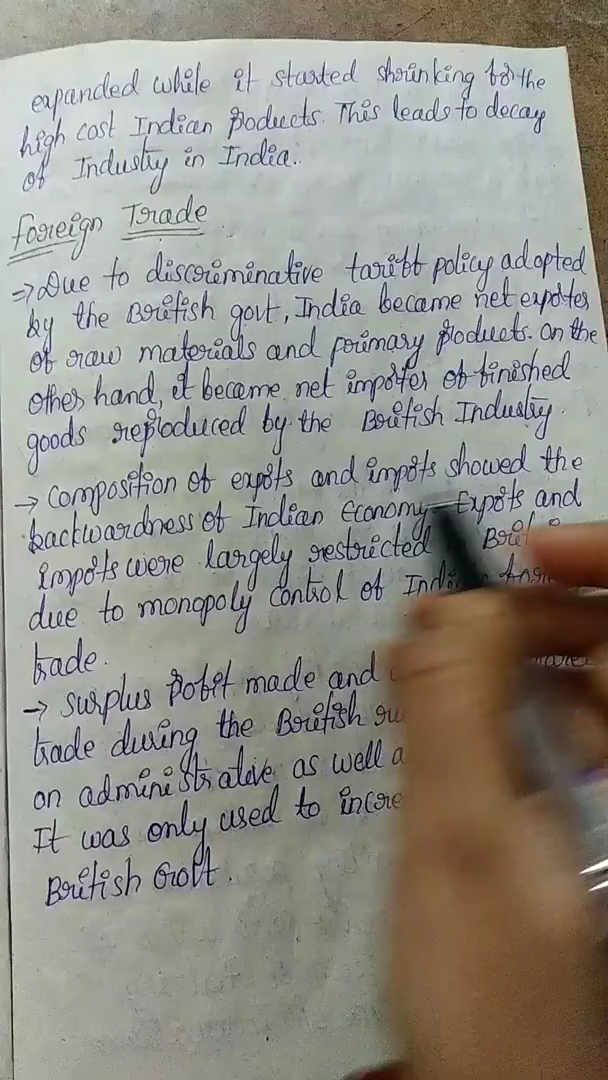 expanded while it started shrinking for the
high cost Indian Products. This leads to decay
of Industry in India.
Foreign Trade
⇒ Due to discriminative tariff policy adopted
by the British govt, India became net exporter
of raw materials and primary products. On the
other hand, it became net importer of finished
goods reproduced by the British Industry.
→ Composition of exports and imports showed the
backwardness of Indian Economy. Exports and
imports were largely restricted
due to monopoly control of
trade.
→ Surplus Profit made and
trade during the British
on administrative as well
It was only used to
British Govt.